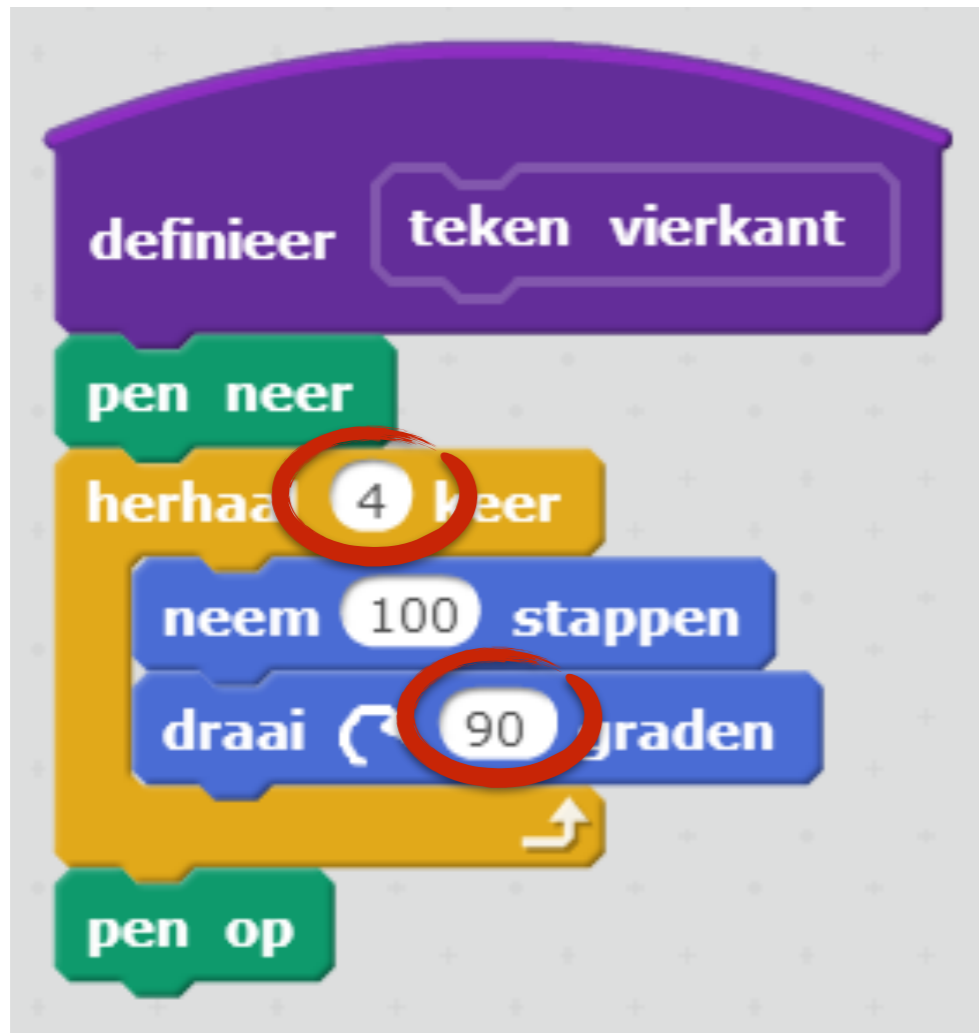 definieer teken vierkant
pen neer
herhaal 4 keer
neem 100 stappen
draai 90 graden
pen op